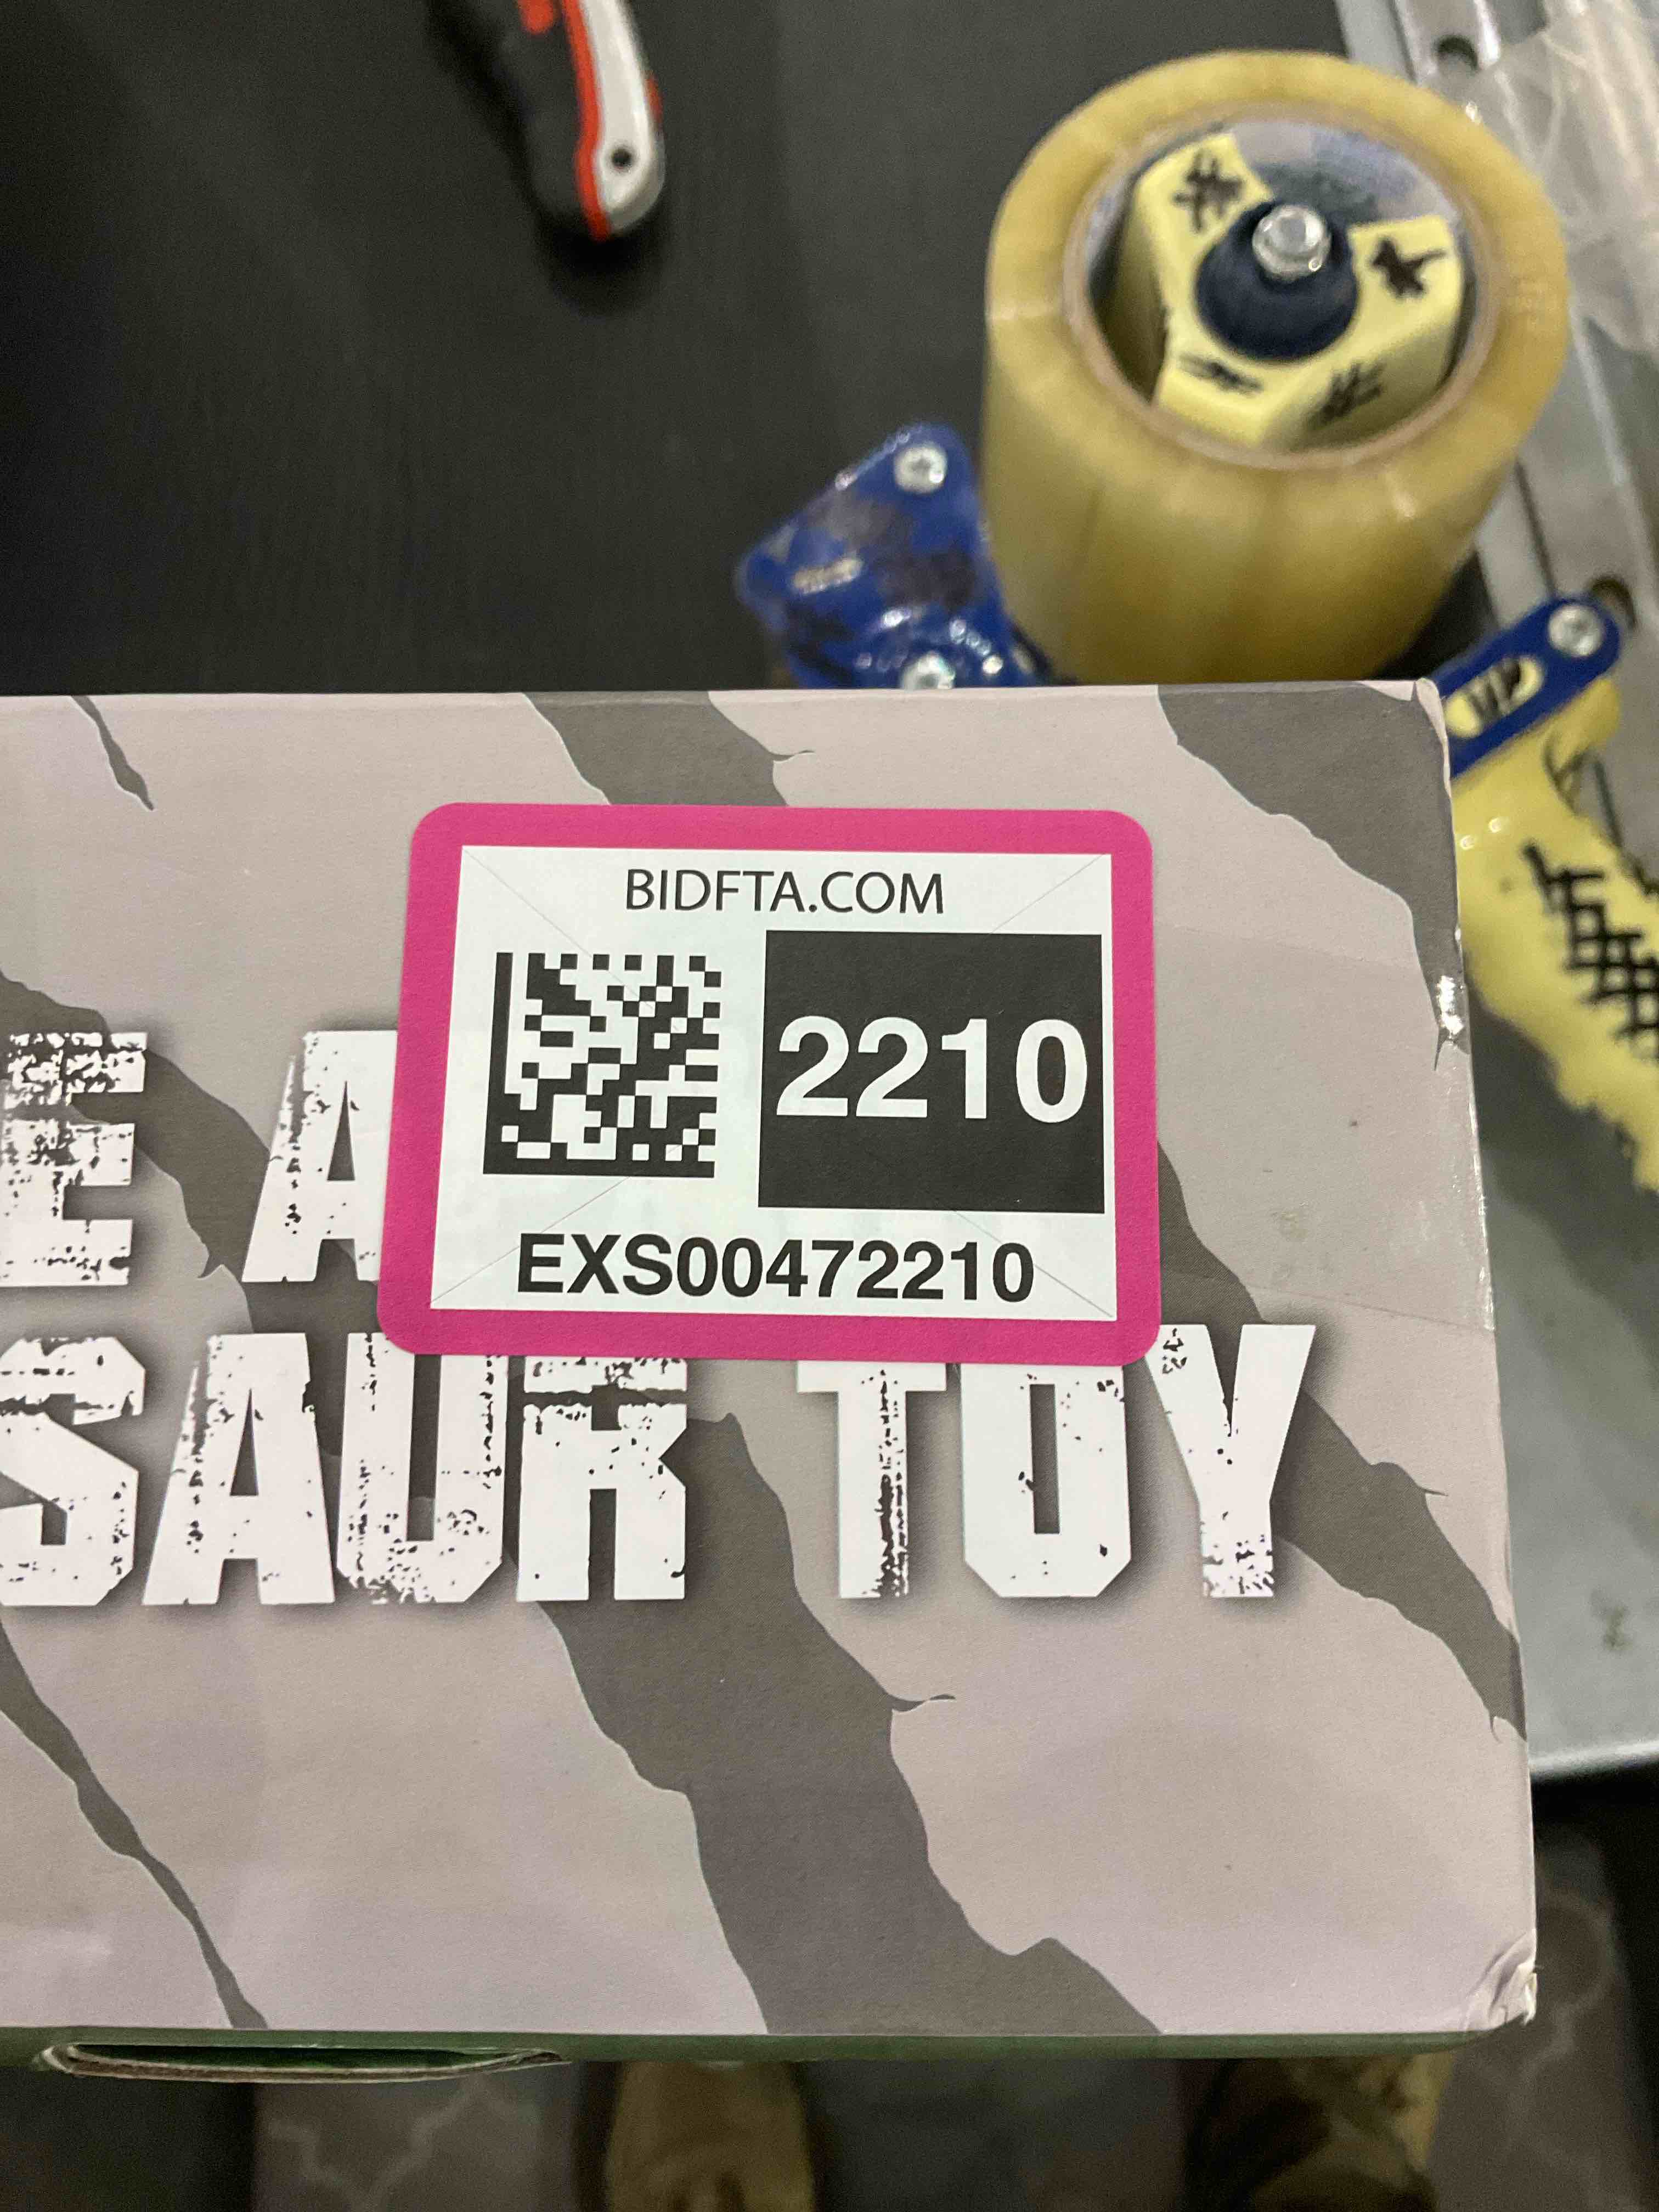 BIDFTA.COM
2210
EXS00472210
E A
SAUR TOY